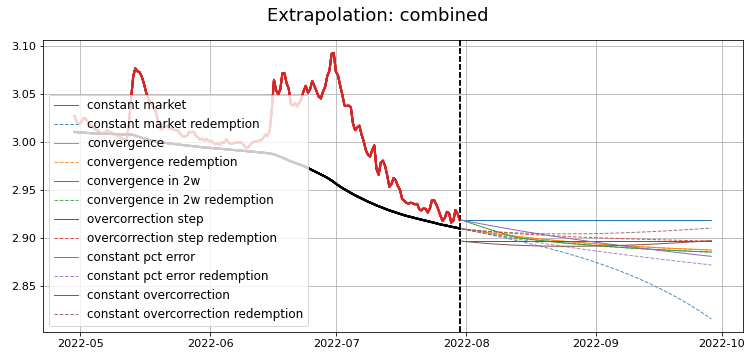 Extrapolation: combined
3.10
3.05
3.00
2.95
2.90
2.85
constant market
constant market redemption
convergence
convergence redemption
convergence in 2w
convergence in 2w redemption
overcorrection step
overcorrection step redemption
constant pct error
constant pct error redemption
constant overcorrection
constant overcorrection redemption
2022-05 2022-06 2022-07 2022-08 2022-09 2022-10